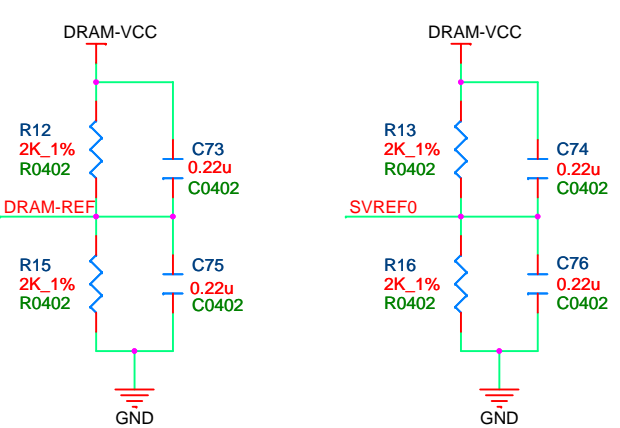 DRAM-VCC
R12
2K_1%
R0402
C73
0.22u
C0402
DRAM-REF
R15
2K_1%
R0402
C75
0.22u
C0402
GND
DRAM-VCC
R13
2K_1%
R0402
C74
0.22u
C0402
SVREF0
R16
2K_1%
R0402
C76
0.22u
C0402
GND